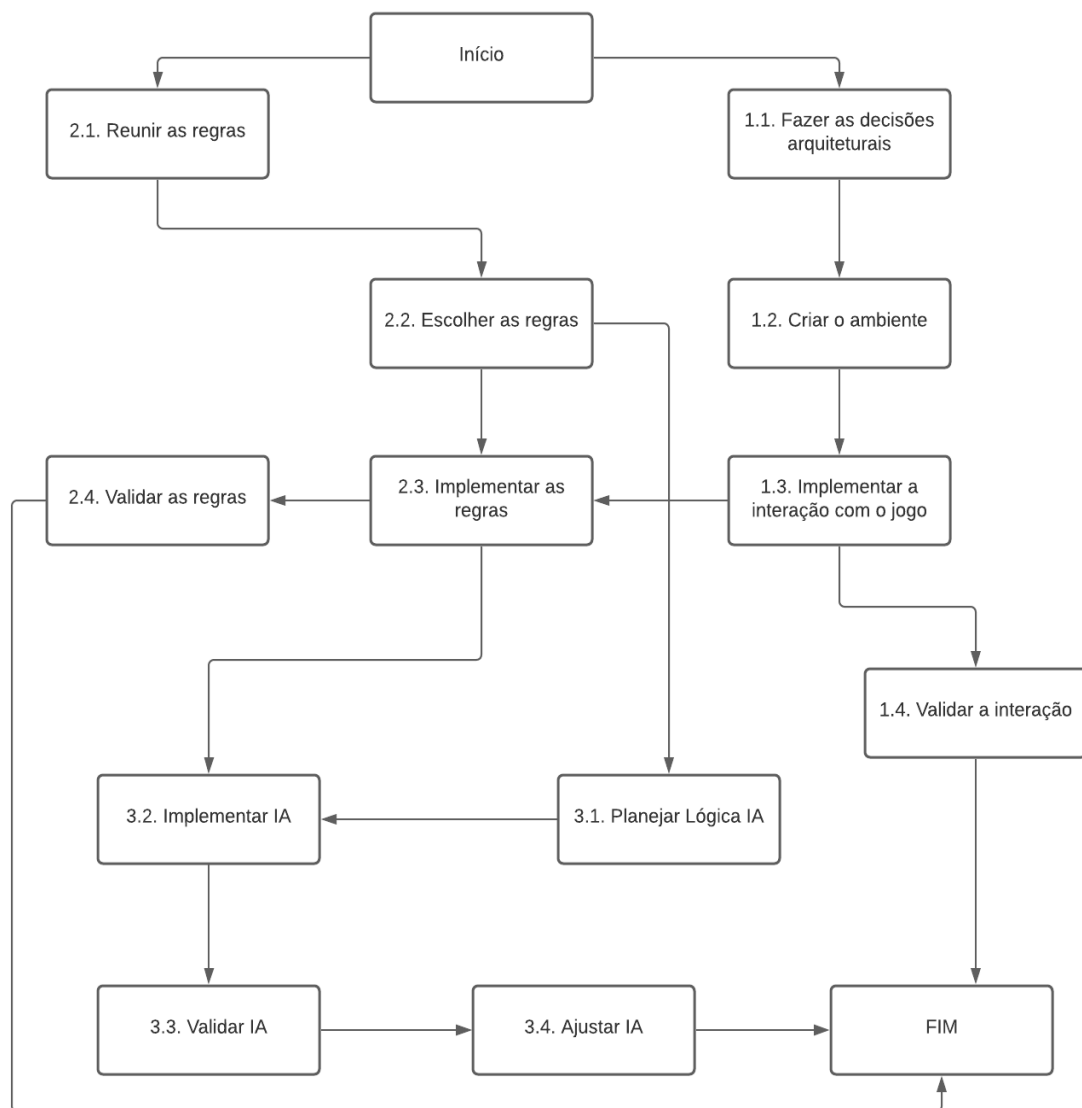 Início
2.1. Reunir as regras
1.1. Fazer as decisões
arquiteturais
2.2. Escolher as regras
1.2. Criar o ambiente
2.4. Validar as regras
2.3. Implementar as
regras
1.3. Implementar a
interação com o jogo
1.4. Validar a interação
3.2. Implementar IA
3.1. Planejar Lógica IA
3.3. Validar IA
3.4. Ajustar IA
FIM